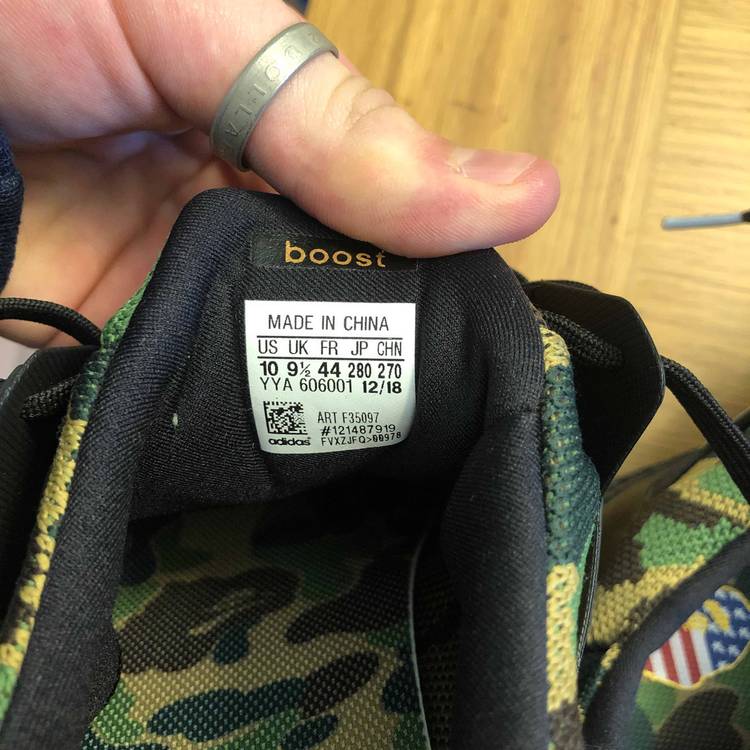 boost
MADE IN CHINA
US UK FR JP CHN
10 9½ 44 280 270
YYA 606001 12/18
ART F35097
#121487919
adidas FVXZJFQ>00978